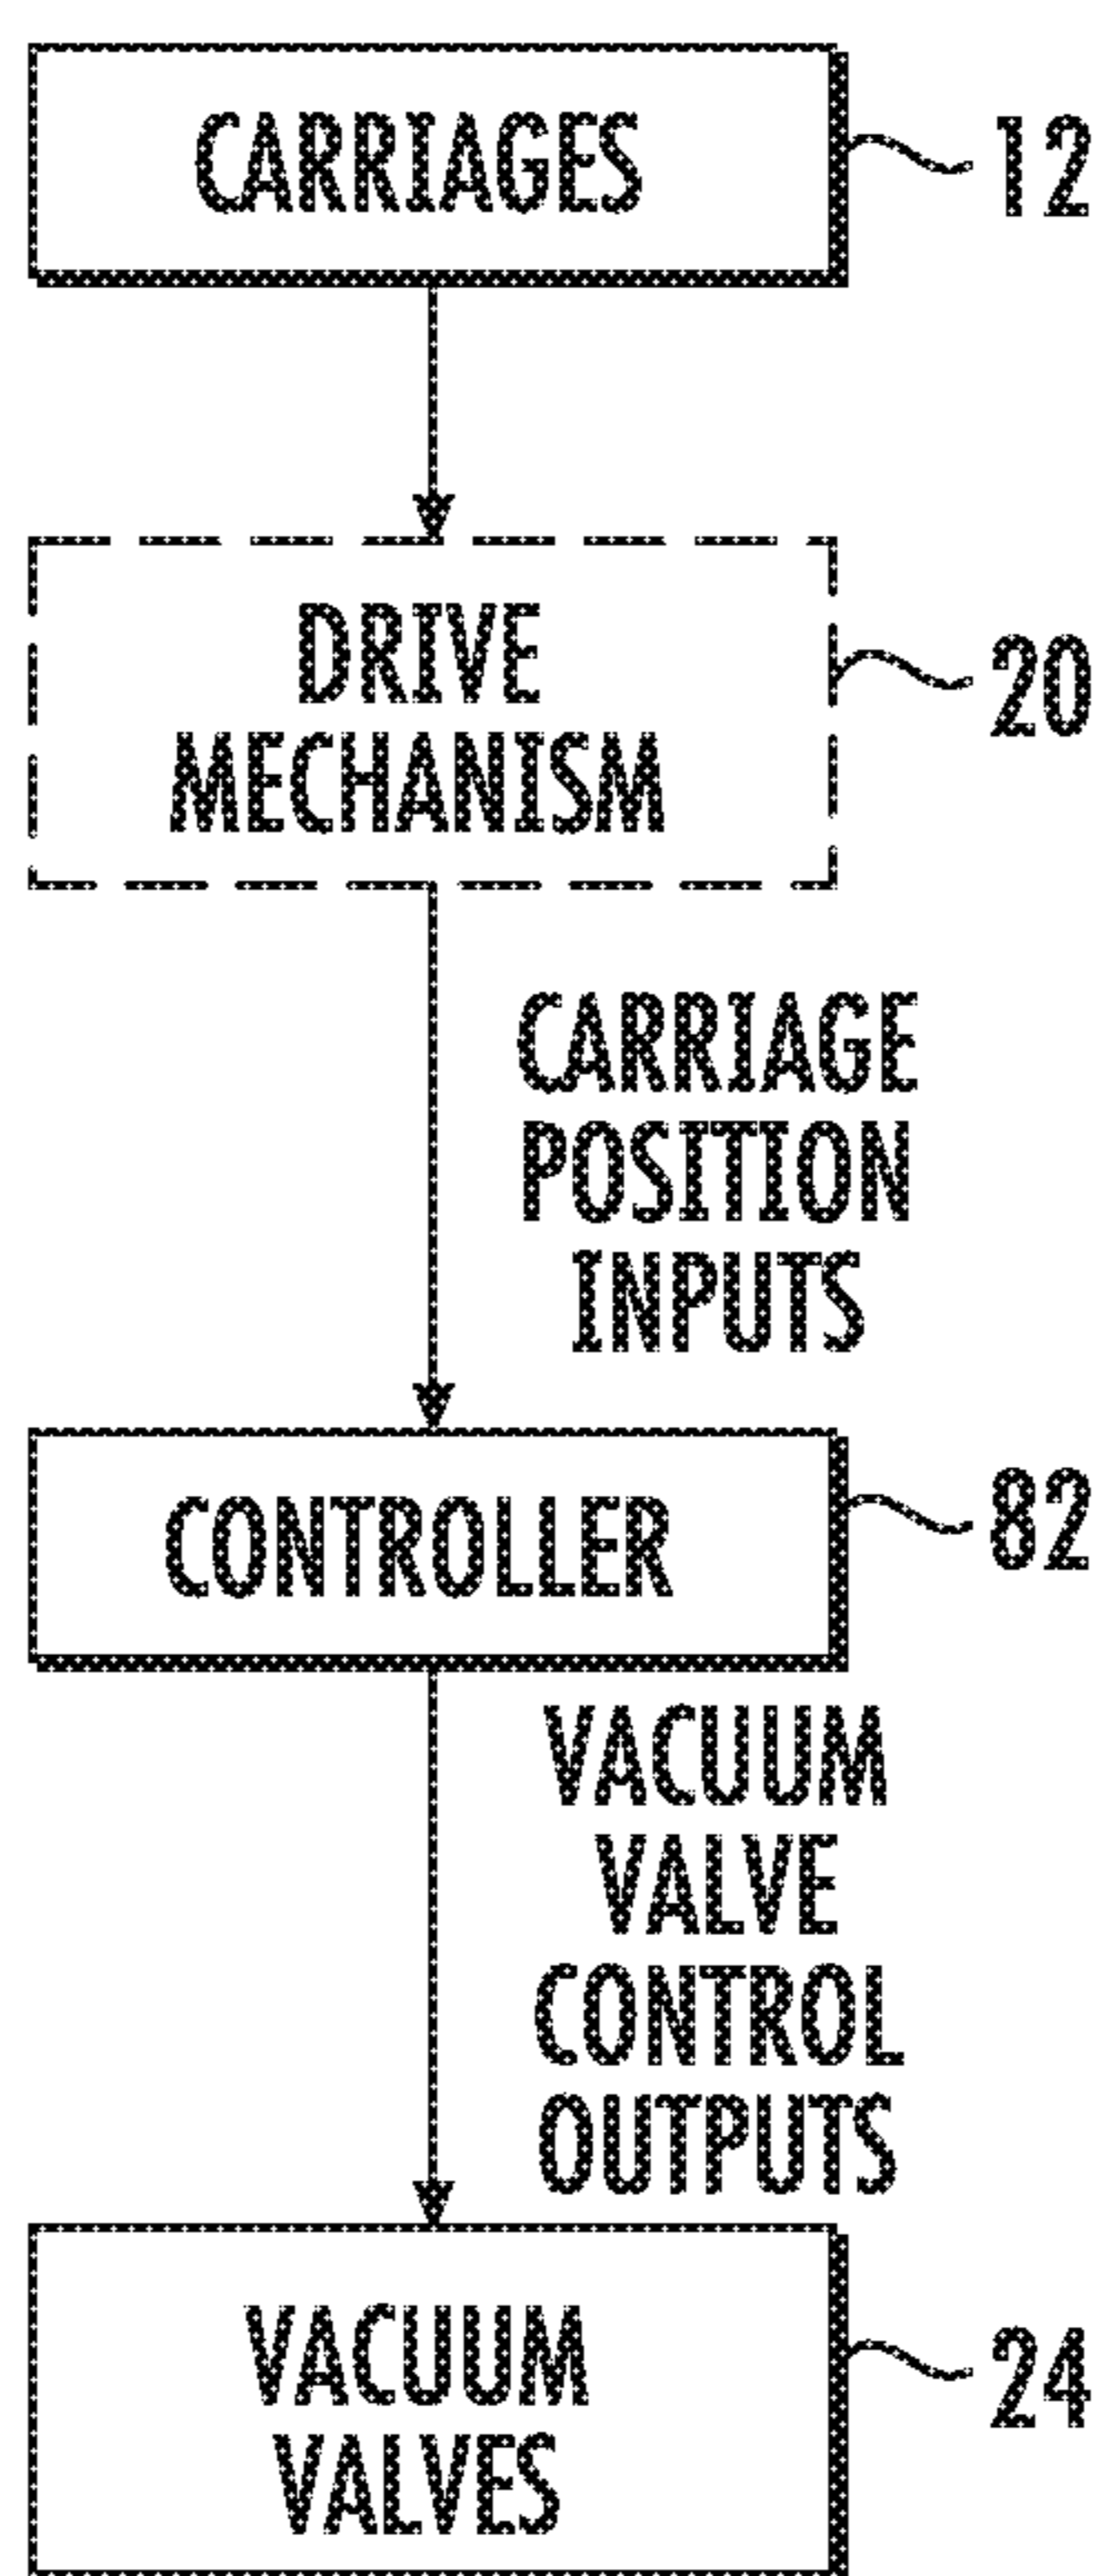 CARRIAGES
12
DRIVE
MECHANISM
20
CARRIAGE
POSITION
INPUTS
CONTROLLER
82
VACUUM
VALVE
CONTROL
OUTPUTS
VACUUM
VALVES
24